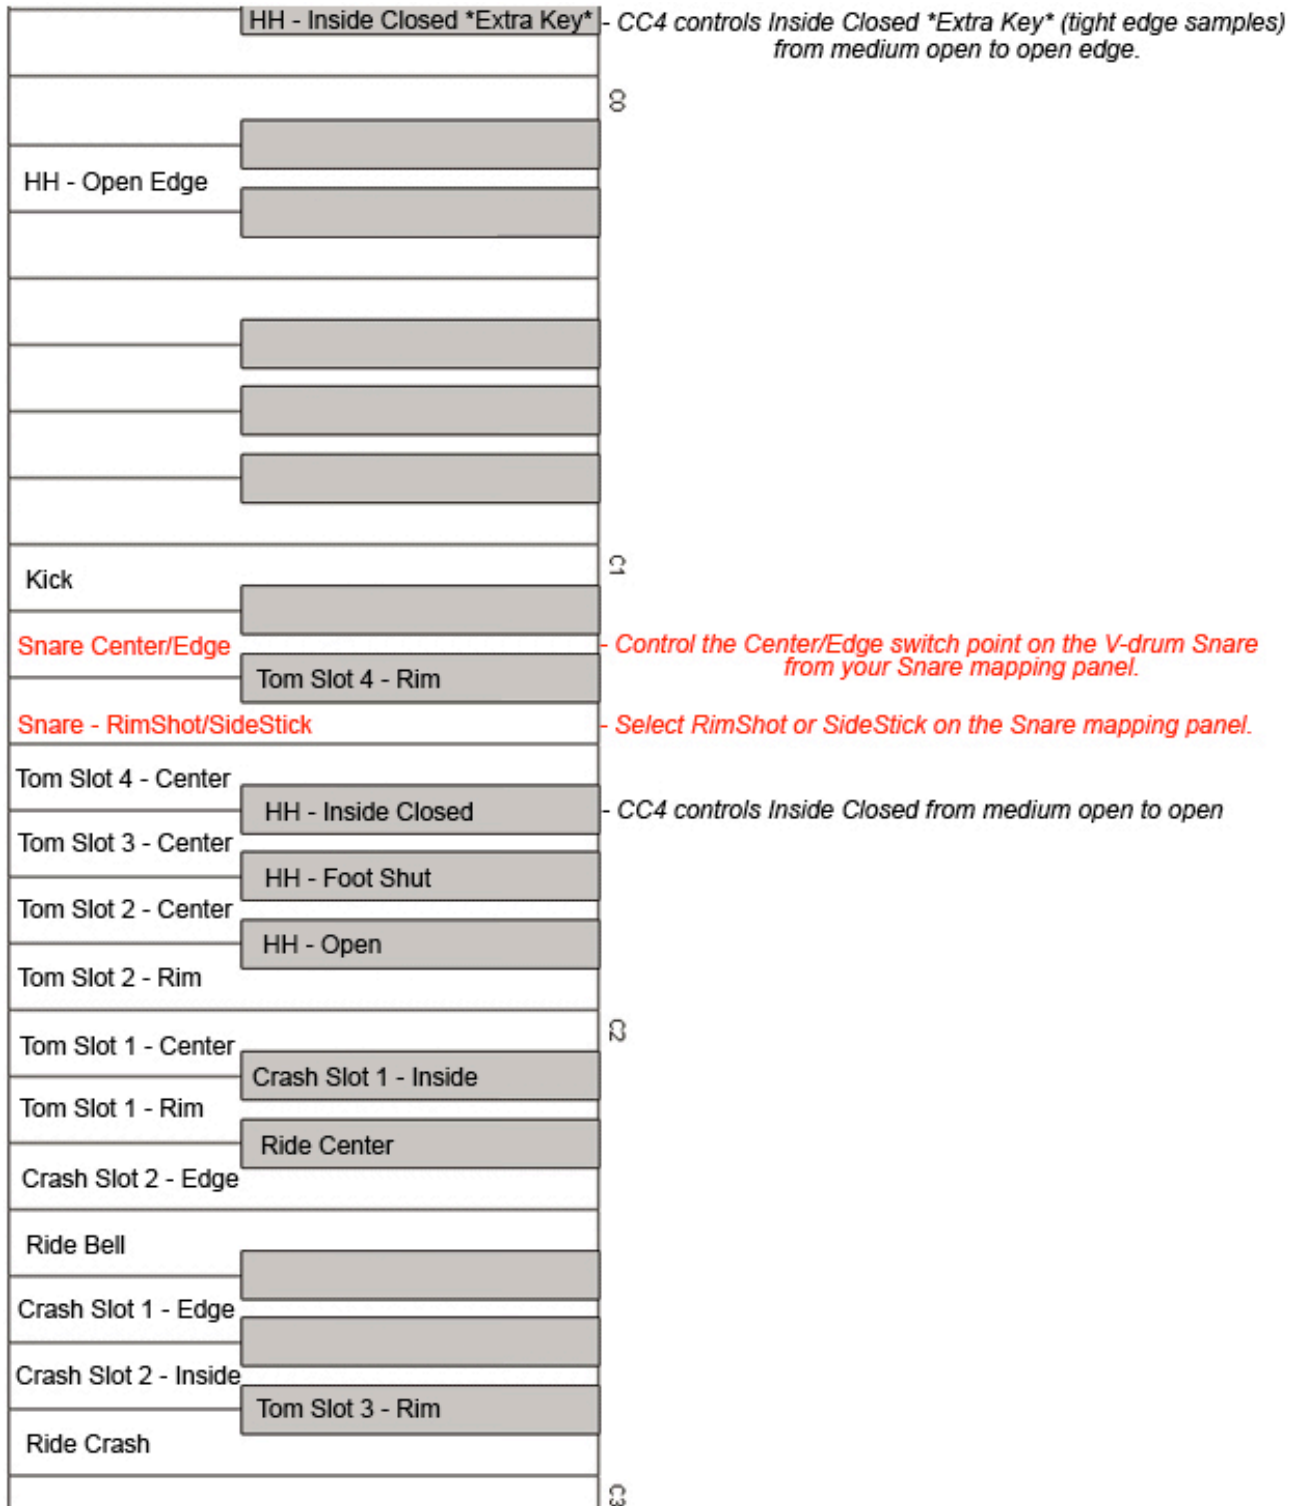 HH - Inside Closed *Extra Key*
- CC4 controls Inside Closed *Extra Key* (tight edge samples)
from medium open to open edge.
C0
HH - Open Edge
C1
Kick
Snare Center/Edge
- Control the Center/Edge switch point on the V-drum Snare
from your Snare mapping panel.
Tom Slot 4 - Rim
Snare - RimShot/SideStick
- Select RimShot or SideStick on the Snare mapping panel.
Tom Slot 4 - Center
HH - Inside Closed
- CC4 controls Inside Closed from medium open to open
Tom Slot 3 - Center
HH - Foot Shut
Tom Slot 2 - Center
HH - Open
Tom Slot 2 - Rim
C2
Tom Slot 1 - Center
Crash Slot 1 - Inside
Tom Slot 1 - Rim
Ride Center
Crash Slot 2 - Edge
Ride Bell
Crash Slot 1 - Edge
Crash Slot 2 - Inside
Tom Slot 3 - Rim
Ride Crash
C3